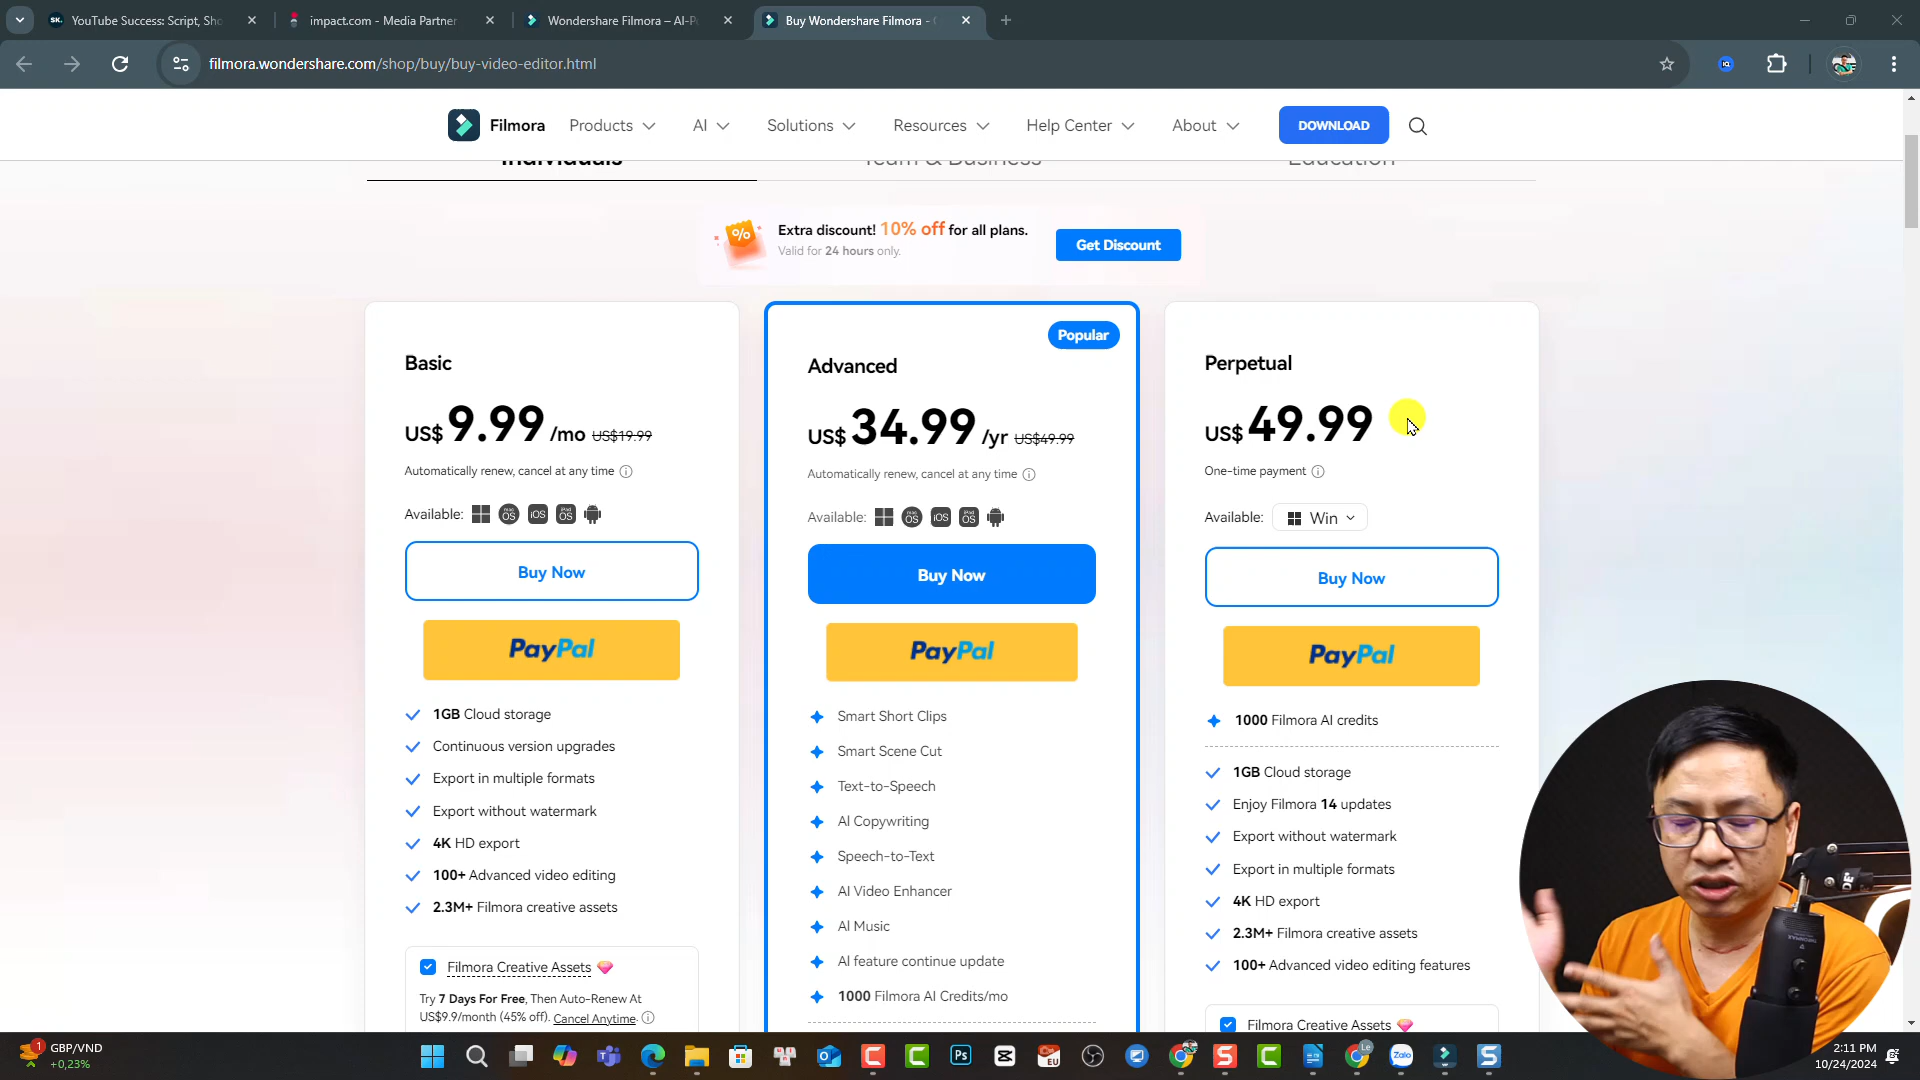 YouTube Success: Script, Sho
impact.com - Media Partner
Wondershare Filmora – AI-Po
Buy Wondershare Filmora -
filmora.wondershare.com/shop/buy/buy-video-editor.html
Filmora
Products
AI
Solutions
Resources
Help Center
About
DOWNLOAD
Individuals
Team & Business
Education
Extra discount! 10% off for all plans.
Valid for 24 hours only.
Get Discount
Basic
US$ 9.99 /mo US$19.99
Automatically renew, cancel at any time
Available:
Buy Now
PayPal
1GB Cloud storage
Continuous version upgrades
Export in multiple formats
Export without watermark
4K HD export
100+ Advanced video editing
2.3M+ Filmora creative assets
Filmora Creative Assets
Try 7 Days For Free, Then Auto-Renew At
US$9.9/month (45% off). Cancel Anytime.
Popular
Advanced
US$ 34.99 /yr US$49.99
Automatically renew, cancel at any time
Available:
Buy Now
PayPal
Smart Short Clips
Smart Scene Cut
Text-to-Speech
AI Copywriting
Speech-to-Text
AI Video Enhancer
AI Music
AI feature continue update
1000 Filmora AI Credits/mo
Perpetual
US$ 49.99
One-time payment
Available: Win
Buy Now
PayPal
1000 Filmora AI credits
1GB Cloud storage
Enjoy Filmora 14 updates
Export without watermark
Export in multiple formats
4K HD export
2.3M+ Filmora creative assets
100+ Advanced video editing features
Filmora Creative Assets
1
GBP/VND
+0,23%
2:11 PM
10/24/2024